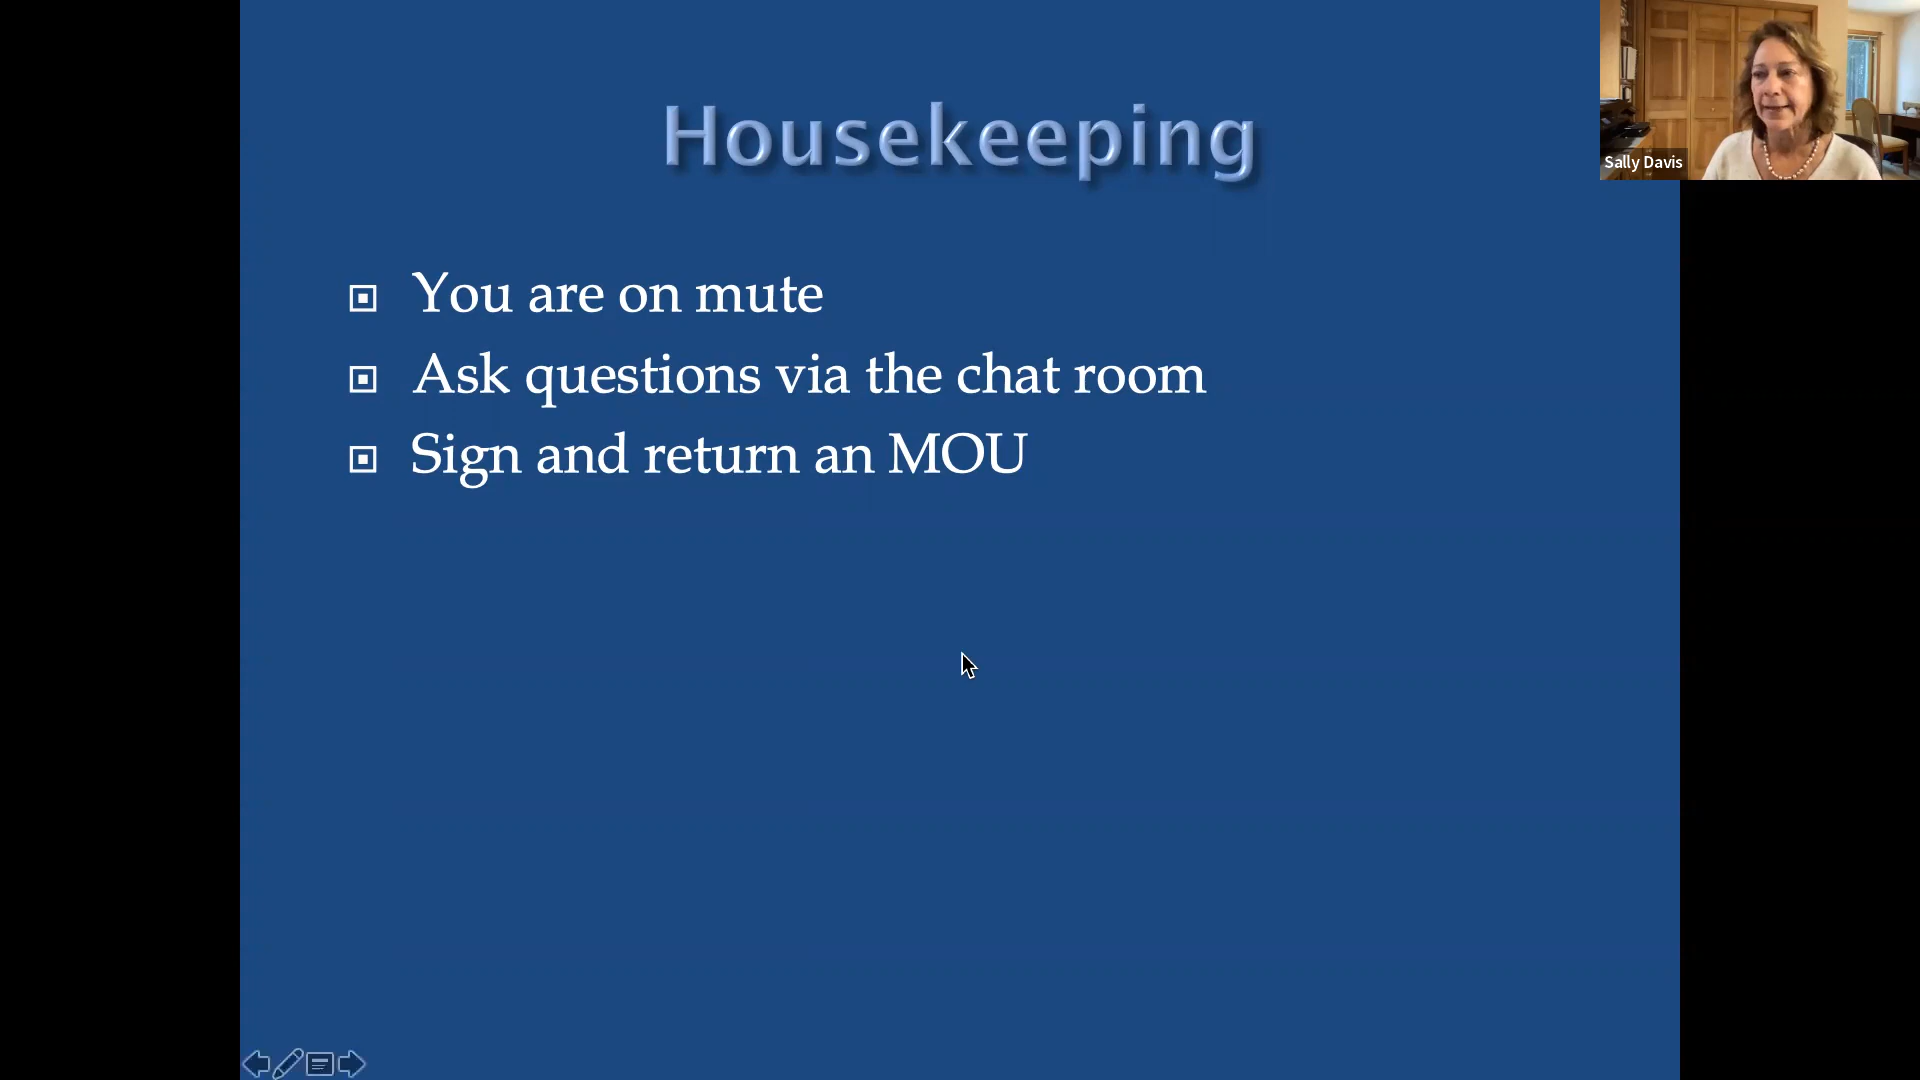 Housekeeping
You are on mute
Ask questions via the chat room
Sign and return an MOU
Sally Davis